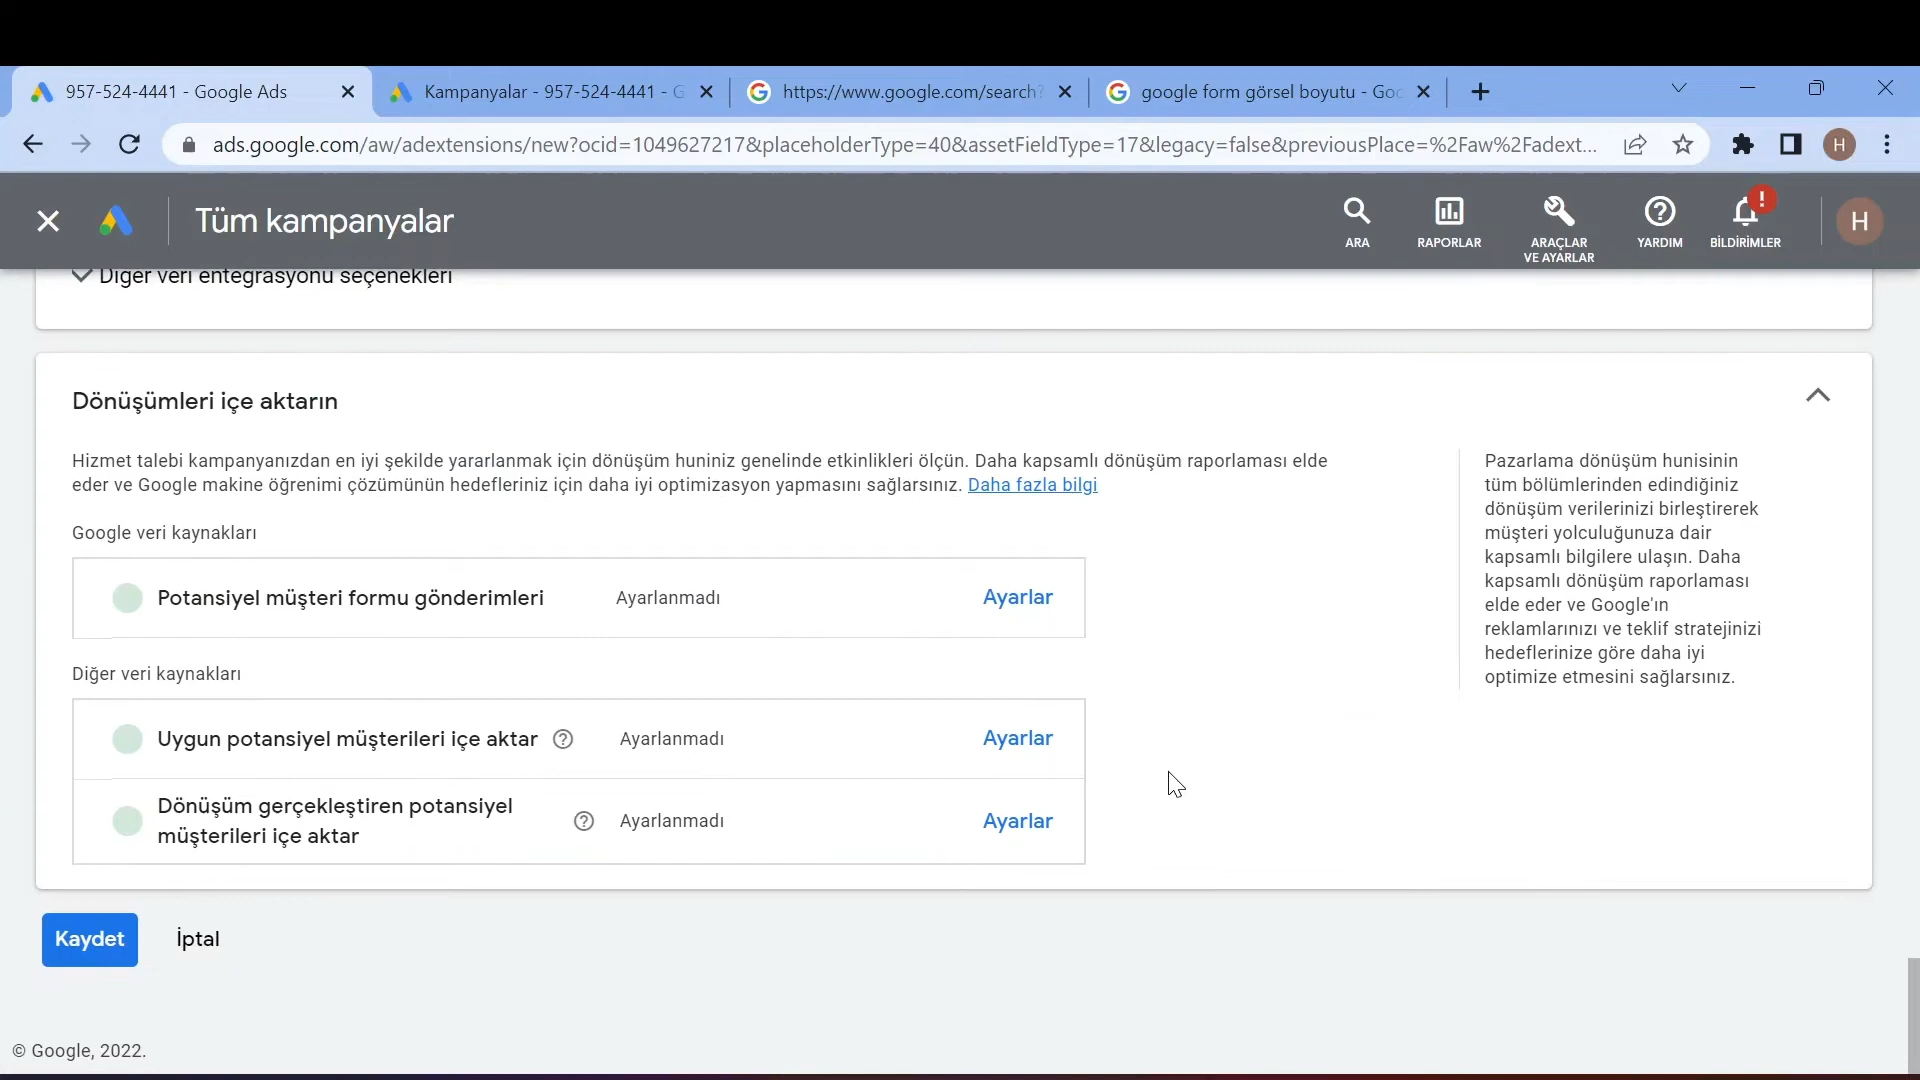 957-524-4441 - Google Ads
Kampanyalar - 957-524-4441 - G
https://www.google.com/search?
google form görsel boyutu - Goo
ads.google.com/aw/adextensions/new?ocid=1049627217&placeholderType=40&assetFieldType=17&legacy=false&previousPlace=%2Faw%2Fadext...
H
Tüm kampanyalar
ARA
RAPORLAR
ARAÇLAR
VE AYARLAR
YARDIM
!
BİLDİRİMLER
H
Diğer veri entegrasyonu seçenekleri
Dönüşümleri içe aktarın
Hizmet talebi kampanyanızdan en iyi şekilde yararlanmak için dönüşüm huniniz genelinde etkinlikleri ölçün. Daha kapsamlı dönüşüm raporlaması elde
eder ve Google makine öğrenimi çözümünün hedefleriniz için daha iyi optimizasyon yapmasını sağlarsınız. Daha fazla bilgi
Google veri kaynakları
Potansiyel müşteri formu gönderimleri
Ayarlanmadı
Ayarlar
Diğer veri kaynakları
Uygun potansiyel müşterileri içe aktar
Ayarlanmadı
Ayarlar
Dönüşüm gerçekleştiren potansiyel
müşterileri içe aktar
Ayarlanmadı
Ayarlar
Pazarlama dönüşüm hunisinin
tüm bölümlerinden edindiğiniz
dönüşüm verilerinizi birleştirerek
müşteri yolculuğunuza dair
kapsamlı bilgilere ulaşın. Daha
kapsamlı dönüşüm raporlaması
elde eder ve Google'ın
reklamlarınızı ve teklif stratejinizi
hedeflerinize göre daha iyi
optimize etmesini sağlarsınız.
Kaydet
İptal
© Google, 2022.